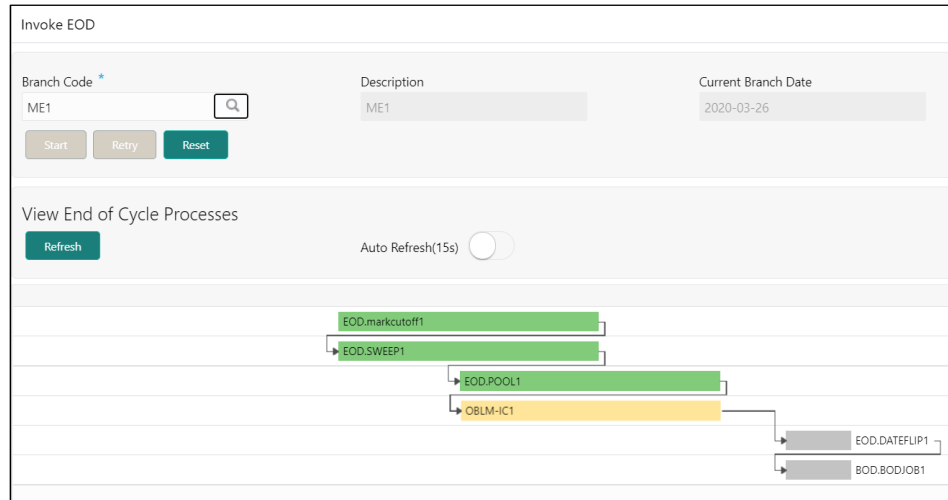 Invoke EOD
Branch Code * Description Current Branch Date
ME1 ME1 2020-03-26
Start Retry Reset
View End of Cycle Processes
Refresh Auto Refresh(15s)
EOD.markcutoff1
EOD.SWEEP1
EOD.POOL1
OBLM-IC1
EOD.DATEFLIP1
BOD.BODJOB1